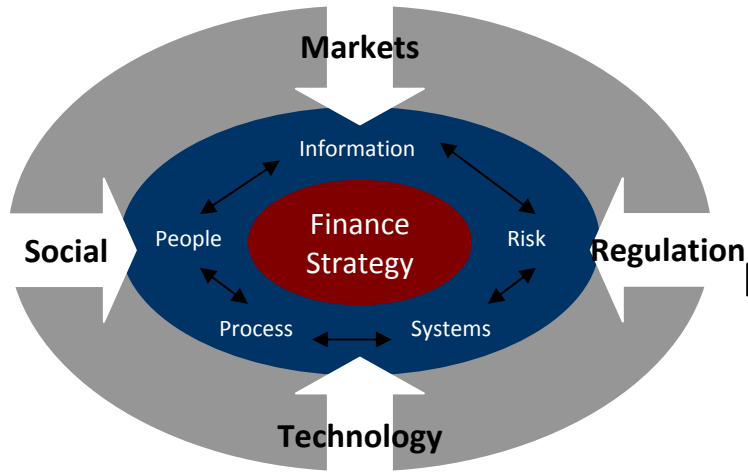 Markets
Information
Social
People
Finance
Strategy
Risk
Regulation
Process
Systems
Technology